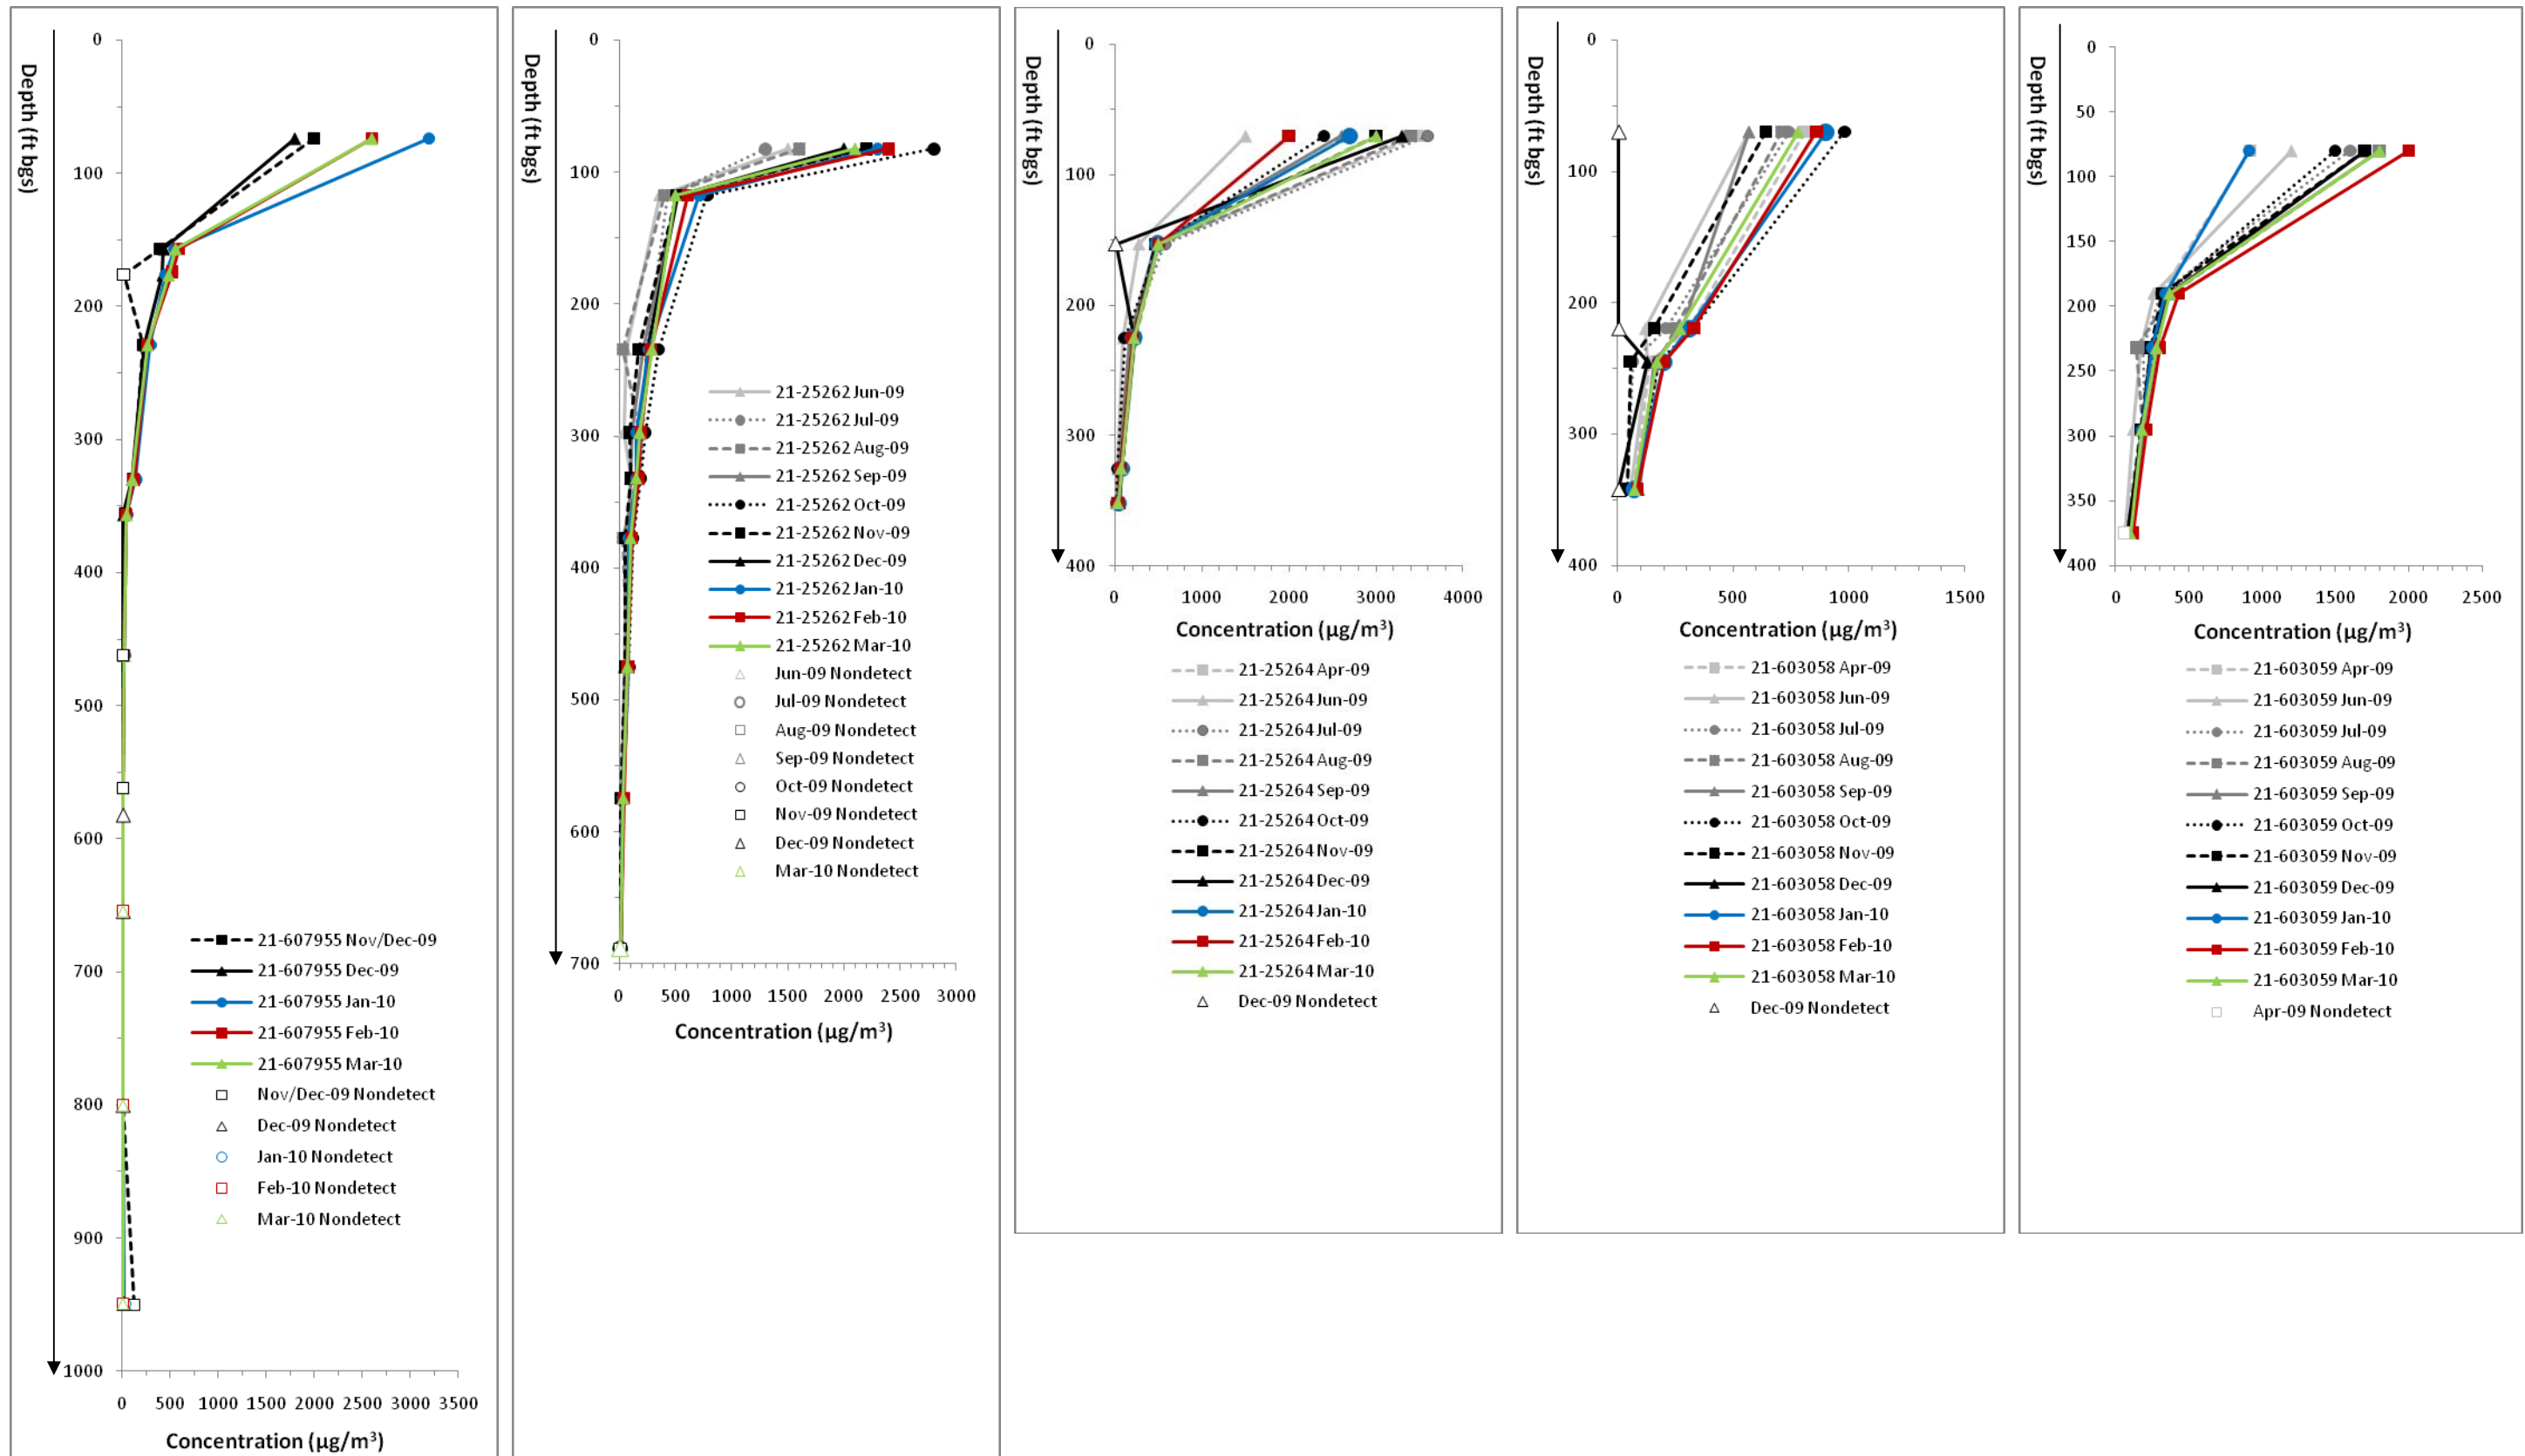 Depth (ft bgs)
0
100
200
300
400
500
600
700
800
900
1000
0 500 1000 1500 2000 2500 3000 3500
Concentration (µg/m³)
21-607955 Nov/Dec-09
21-607955 Dec-09
21-607955 Jan-10
21-607955 Feb-10
21-607955 Mar-10
Nov/Dec-09 Nondetect
Dec-09 Nondetect
Jan-10 Nondetect
Feb-10 Nondetect
Mar-10 Nondetect
Depth (ft bgs)
0
100
200
300
400
500
600
700
0 500 1000 1500 2000 2500 3000
Concentration (µg/m³)
21-25262 Jun-09
21-25262 Jul-09
21-25262 Aug-09
21-25262 Sep-09
21-25262 Oct-09
21-25262 Nov-09
21-25262 Dec-09
21-25262 Jan-10
21-25262 Feb-10
21-25262 Mar-10
Jun-09 Nondetect
Jul-09 Nondetect
Aug-09 Nondetect
Sep-09 Nondetect
Oct-09 Nondetect
Nov-09 Nondetect
Dec-09 Nondetect
Mar-10 Nondetect
Depth (ft bgs)
0
100
200
300
400
0 1000 2000 3000 4000
Concentration (µg/m³)
21-25264 Apr-09
21-25264 Jun-09
21-25264 Jul-09
21-25264 Aug-09
21-25264 Sep-09
21-25264 Oct-09
21-25264 Nov-09
21-25264 Dec-09
21-25264 Jan-10
21-25264 Feb-10
21-25264 Mar-10
Dec-09 Nondetect
Depth (ft bgs)
0
100
200
300
400
0 500 1000 1500
Concentration (µg/m³)
21-603058 Apr-09
21-603058 Jun-09
21-603058 Jul-09
21-603058 Aug-09
21-603058 Sep-09
21-603058 Oct-09
21-603058 Nov-09
21-603058 Dec-09
21-603058 Jan-10
21-603058 Feb-10
21-603058 Mar-10
Dec-09 Nondetect
Depth (ft bgs)
0
50
100
150
200
250
300
350
400
0 500 1000 1500 2000 2500
Concentration (µg/m³)
21-603059 Apr-09
21-603059 Jun-09
21-603059 Jul-09
21-603059 Aug-09
21-603059 Sep-09
21-603059 Oct-09
21-603059 Nov-09
21-603059 Dec-09
21-603059 Jan-10
21-603059 Feb-10
21-603059 Mar-10
Apr-09 Nondetect